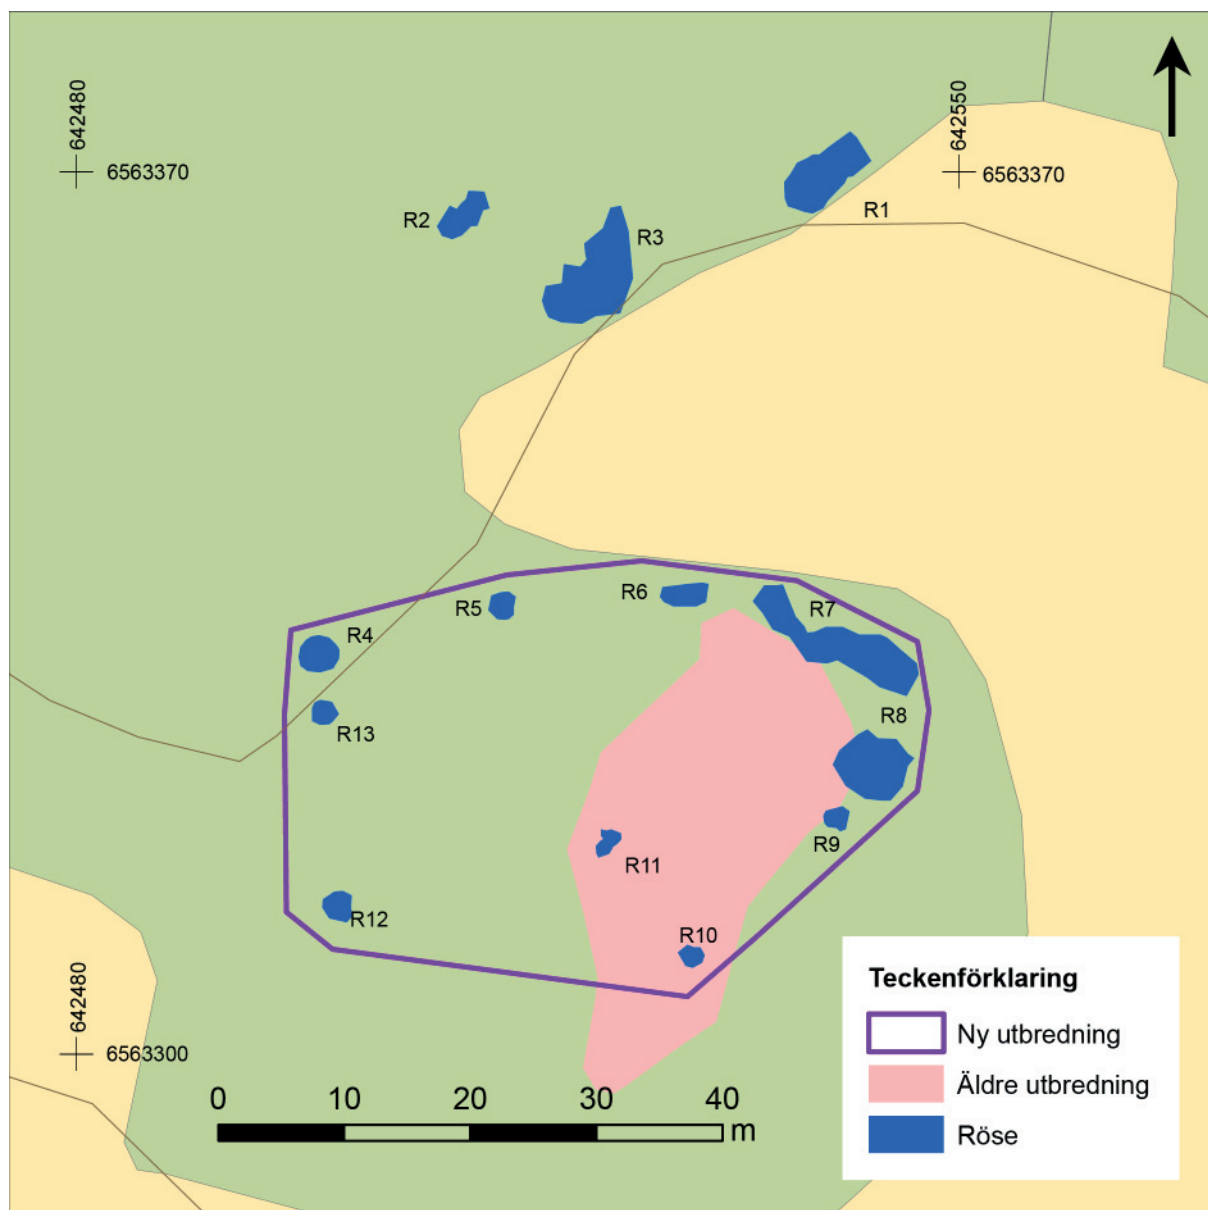 642480
6563370
642550
6563370
R1
R2
R3
R4
R5
R6
R7
R8
R13
R9
R11
R12
R10
642480
6563300
0 10 20 30 40
m
Teckenförklaring
Ny utbredning
Äldre utbredning
Röse